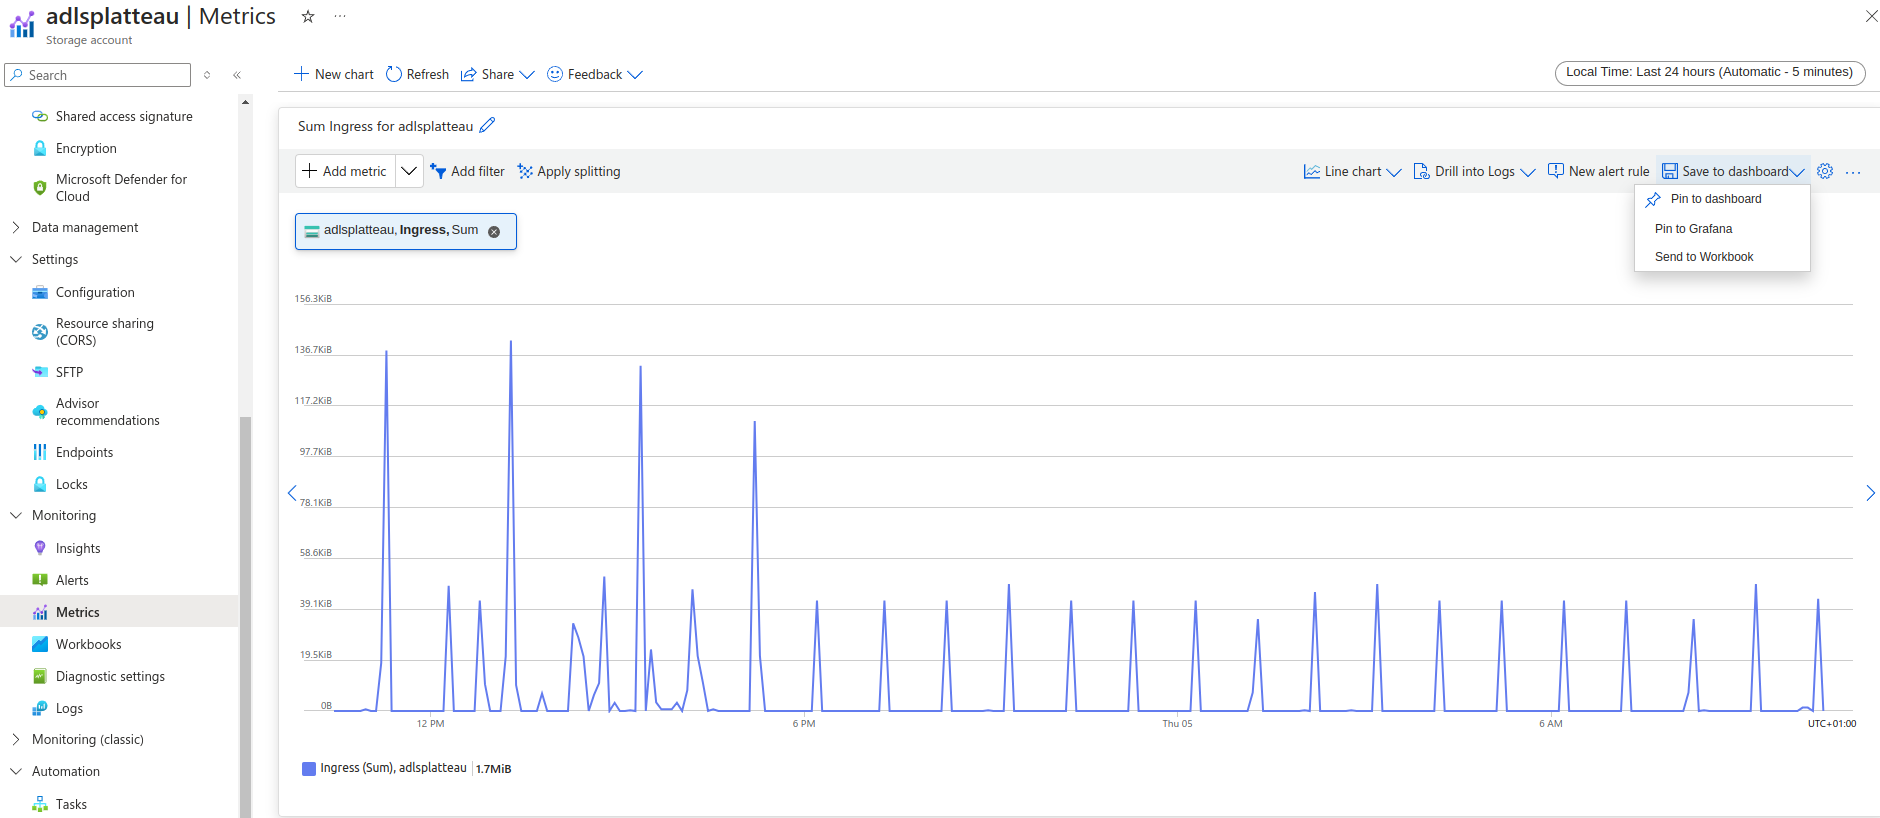 adlsplatteau | Metrics
Storage account
Search
Shared access signature
Encryption
Microsoft Defender for
Cloud
Data management
Settings
Configuration
Resource sharing
(CORS)
SFTP
Advisor
recommendations
Endpoints
Locks
Monitoring
Insights
Alerts
Metrics
Workbooks
Diagnostic settings
Logs
Monitoring (classic)
Automation
Tasks
New chart Refresh Share Feedback
Local Time: Last 24 hours (Automatic - 5 minutes)
Sum Ingress for adlsplatteau
Add metric Add filter Apply splitting
Line chart Drill into Logs New alert rule Save to dashboard
Pin to dashboard
Pin to Grafana
Send to Workbook
adlsplatteau, Ingress, Sum
156.3KiB
136.7KiB
117.2KiB
97.7KiB
78.1KiB
58.6KiB
39.1KiB
19.5KiB
0B
12 PM 6 PM Thu 05 6 AM UTC+01:00
Ingress (Sum), adlsplatteau 1.7MiB